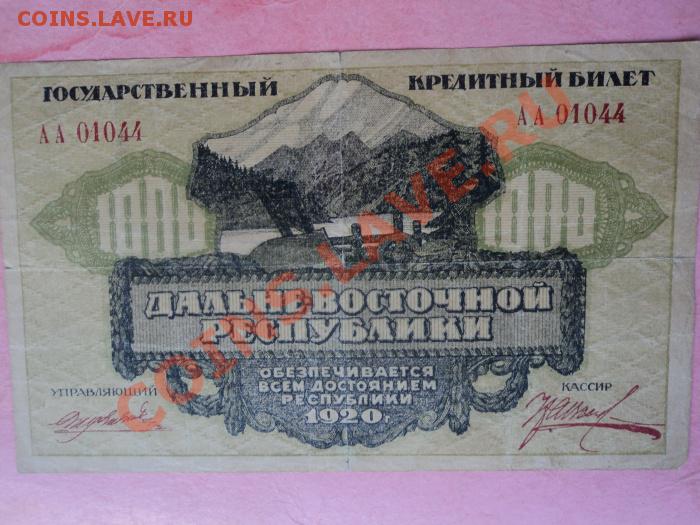 COINS.LAVE.RU
ГОСУДАРСТВЕННЫЙ КРЕДИТНЫЙ БИЛЕТ
АА 01044 АА 01044
1000 1000
ДАЛЬНЕ-ВОСТОЧНОЙ
РЕСПУБЛИКИ
ОБЕЗПЕЧИВАЕТСЯ
ВСЕМ ДОСТОЯНИЕМ
РЕСПУБЛИКИ
1920 г.
УПРАВЛЯЮЩИЙ КАССИР
COINS.LAVE.RU